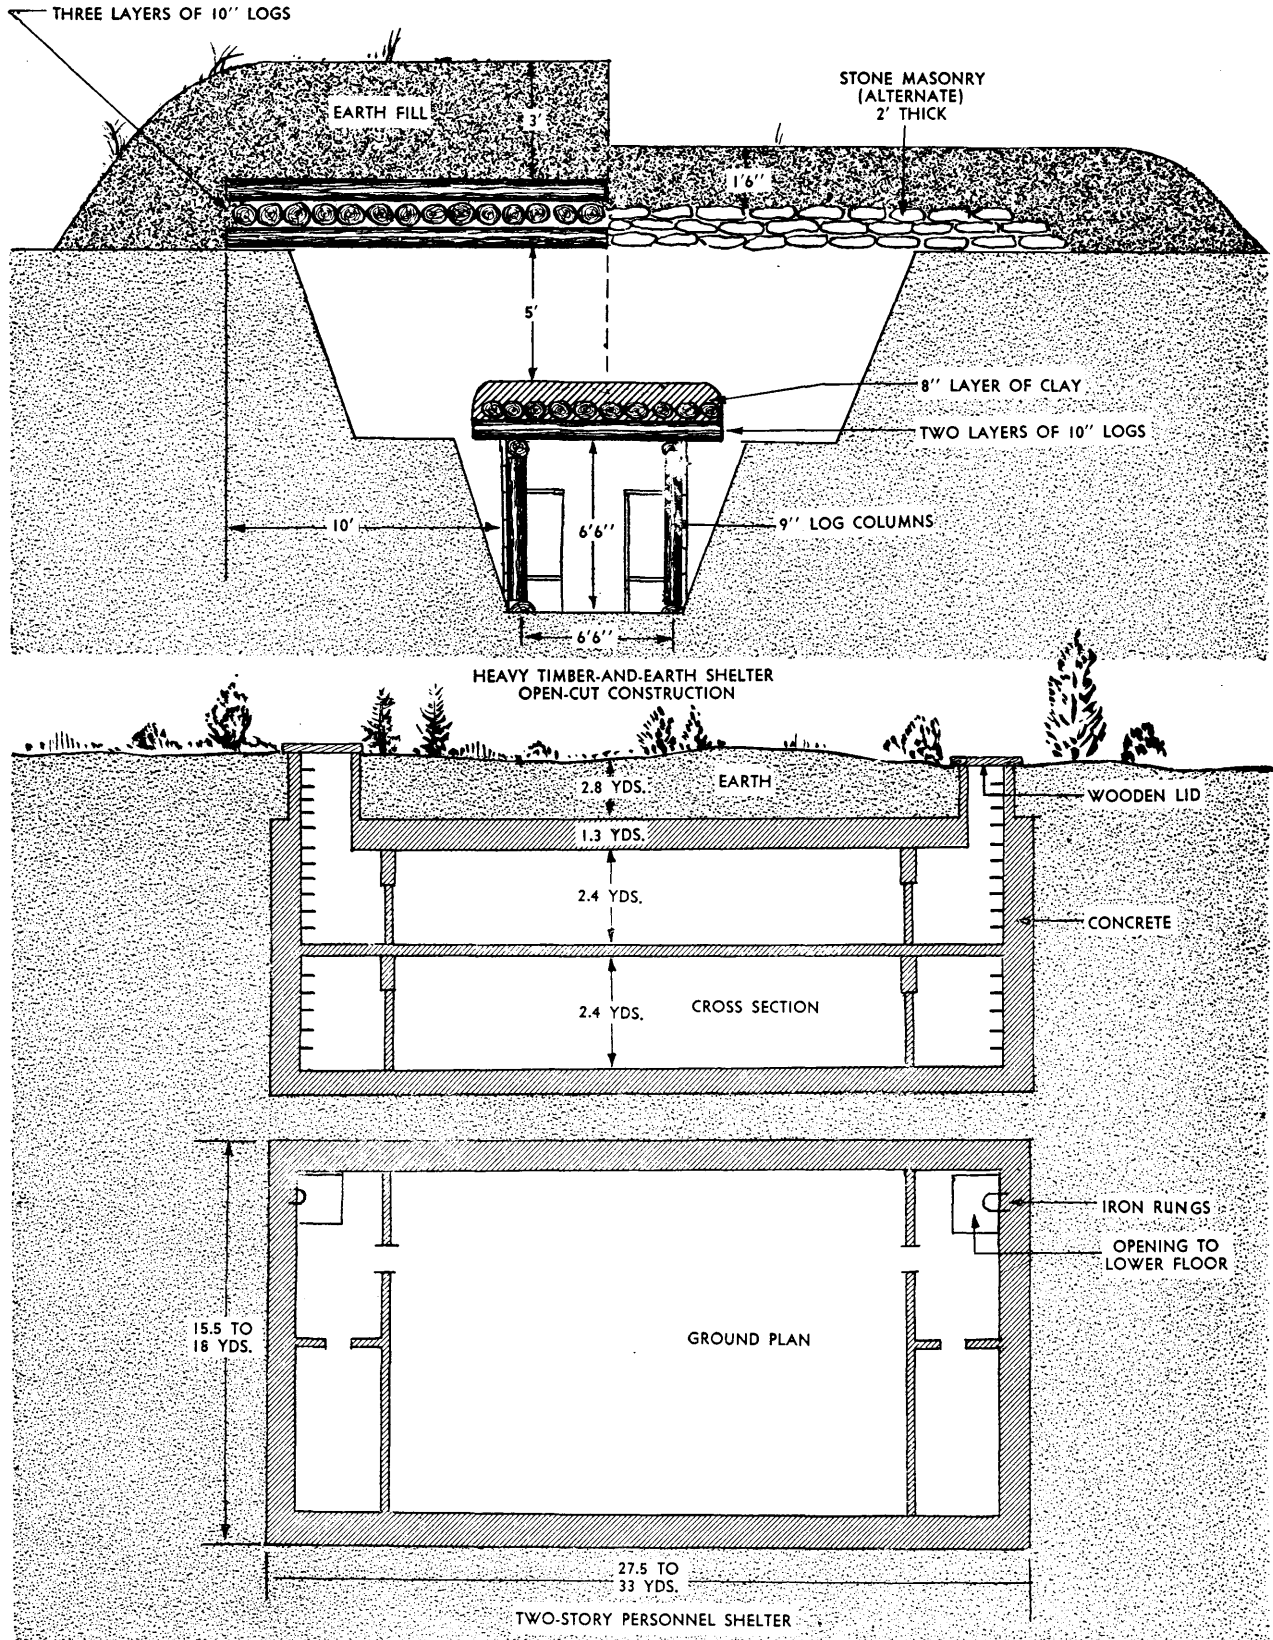 THREE LAYERS OF 10'' LOGS
EARTH FILL
3'
STONE MASONRY
(ALTERNATE)
2' THICK
1'6''
5'
8'' LAYER OF CLAY
TWO LAYERS OF 10'' LOGS
10'
6'6''
9'' LOG COLUMNS
6'6''
HEAVY TIMBER-AND-EARTH SHELTER
OPEN-CUT CONSTRUCTION
2.8 YDS.
EARTH
WOODEN LID
1.3 YDS.
2.4 YDS.
CONCRETE
2.4 YDS.
CROSS SECTION
IRON RUNGS
OPENING TO
LOWER FLOOR
15.5 TO
18 YDS.
GROUND PLAN
27.5 TO
33 YDS.
TWO-STORY PERSONNEL SHELTER